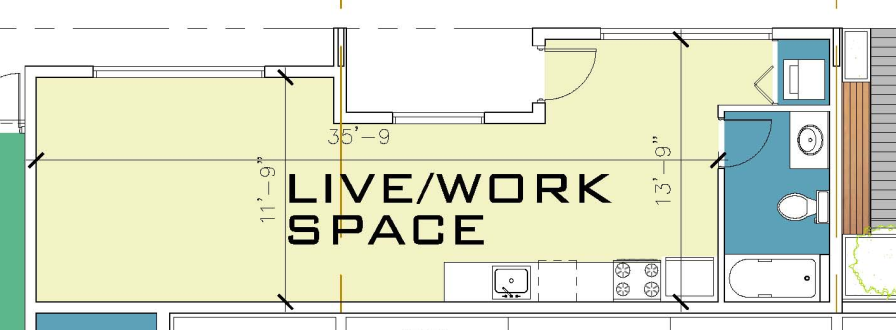 35'-9
11'-9"
13'-9"
LIVE/WORK
SPACE